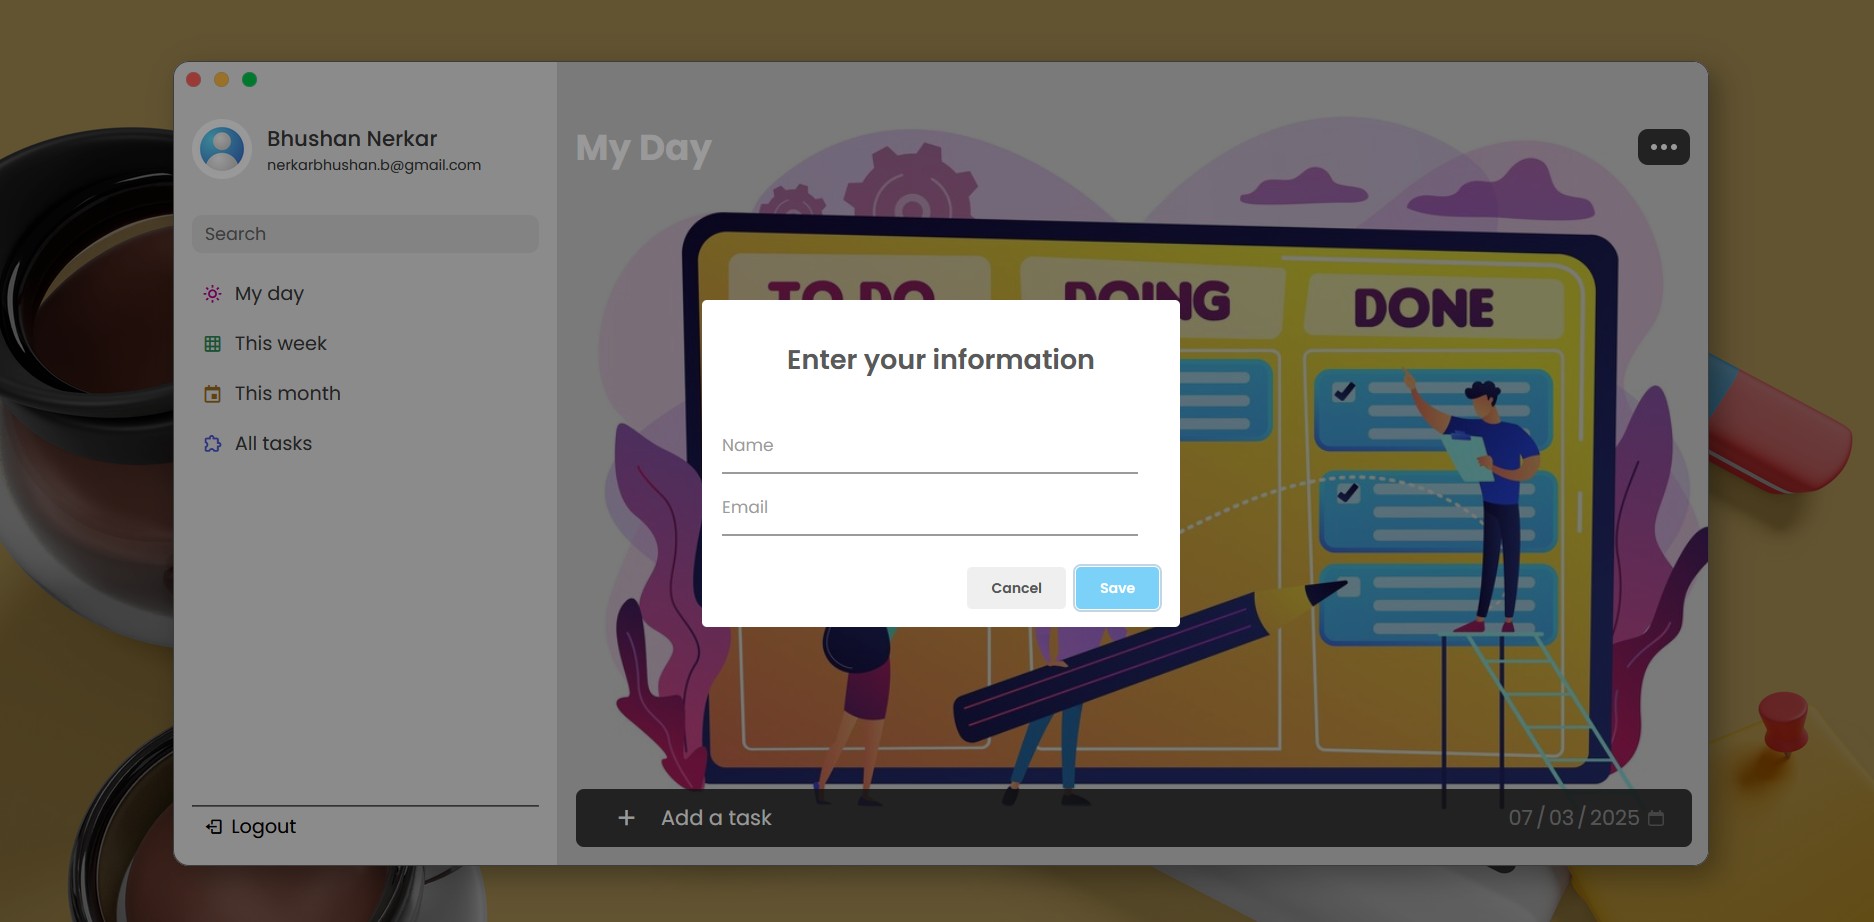 Bhushan Nerkar
nerkarbhushan.b@gmail.com
Search
My day
This week
This month
All tasks
Logout
My Day
TO DO
DOING
DONE
Enter your information
Name
Email
Cancel
Save
Add a task
07/03/2025